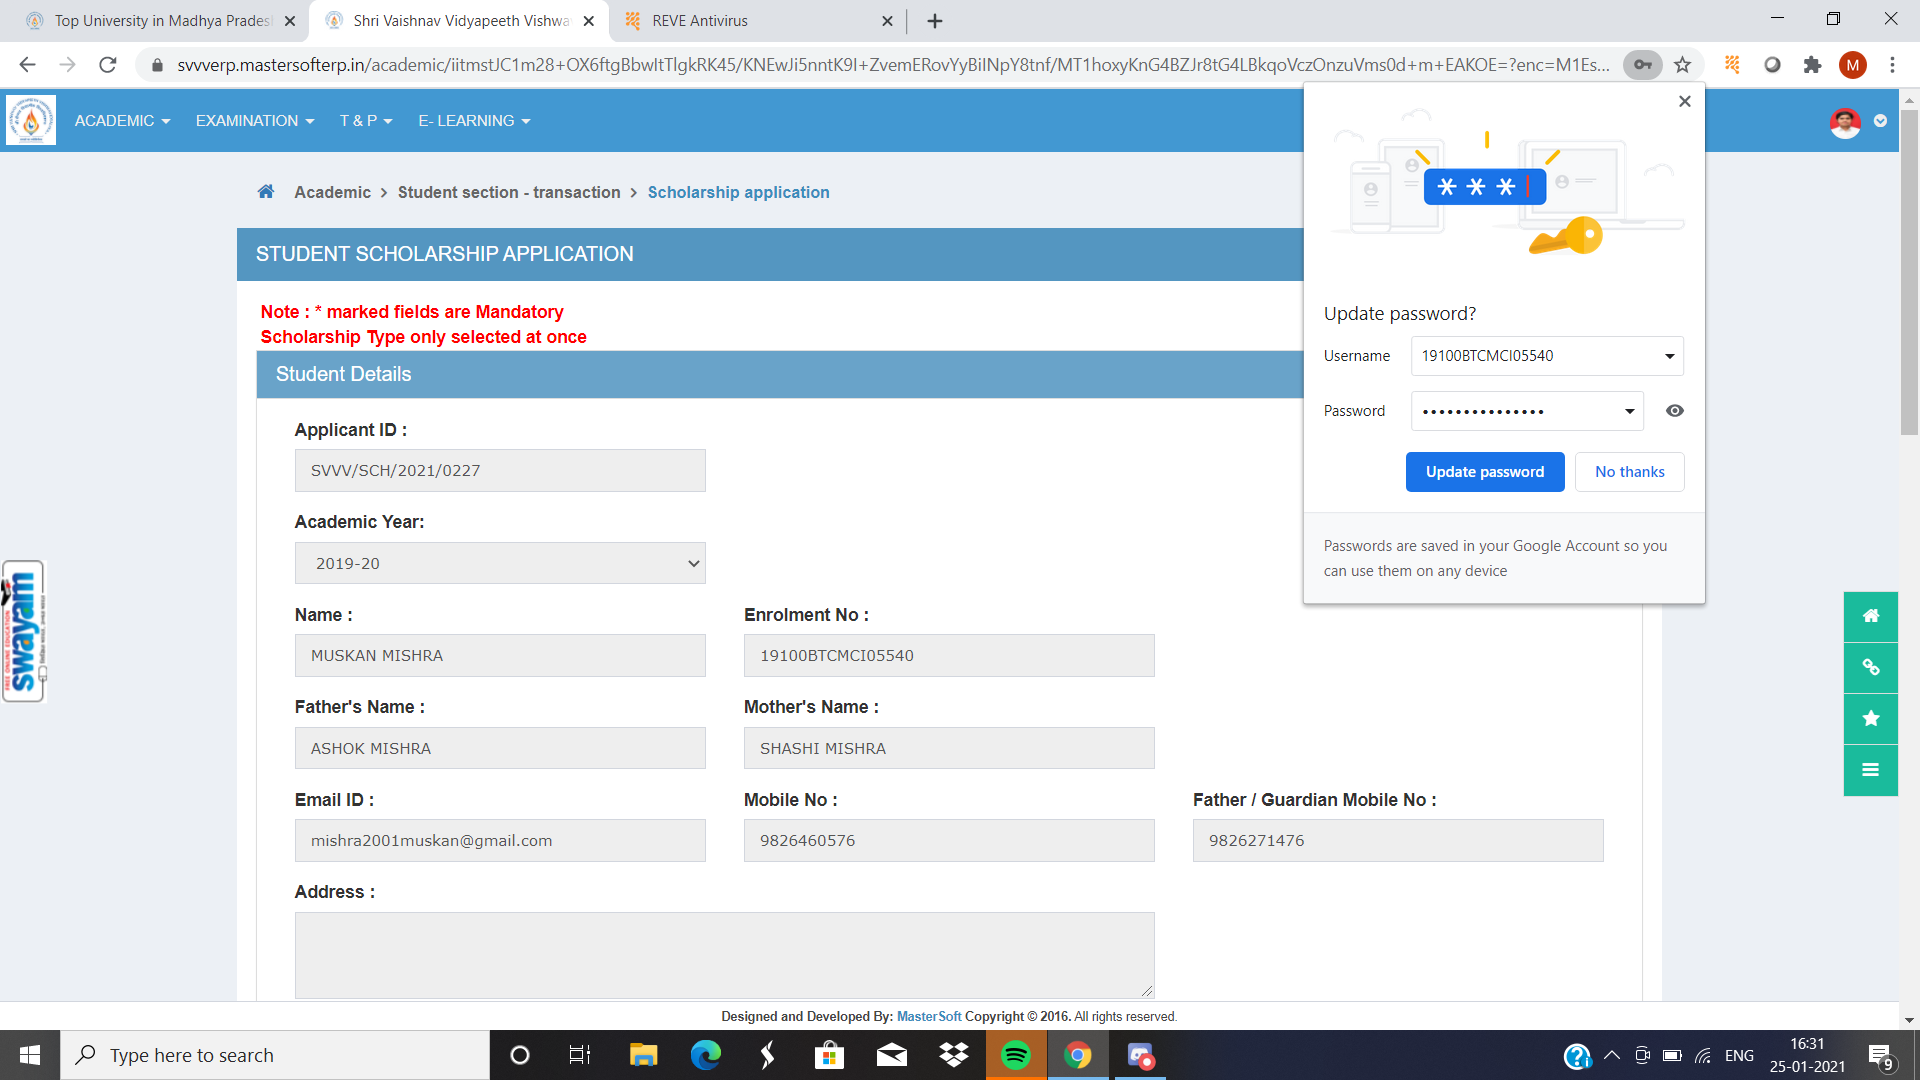 Top University in Madhya Prades
Shri Vaishnav Vidyapeeth Vishwa
REVE Antivirus
svvverp.mastersofterp.in/academic/iitmstJC1m28+OX6ftgBbwItTlgkRK45/KNEwJi5nntK9I+ZvemERovYyBilNpY8tnf/MT1hoxyKnG4BZJr8tG4LBkqoVczOnzuVms0d+m+EAKOE=?enc=M1Es...
M
ACADEMIC
EXAMINATION
T & P
E- LEARNING
Academic > Student section - transaction > Scholarship application
STUDENT SCHOLARSHIP APPLICATION
Note : * marked fields are Mandatory
Scholarship Type only selected at once
Student Details
Applicant ID :
SVVV/SCH/2021/0227
Academic Year:
2019-20
Name :
Enrolment No :
MUSKAN MISHRA
19100BTCMCI05540
Father's Name :
Mother's Name :
ASHOK MISHRA
SHASHI MISHRA
Email ID :
Mobile No :
Father / Guardian Mobile No :
mishra2001muskan@gmail.com
9826460576
9826271476
Address :
Update password?
Username
19100BTCMCI05540
Password
•••••••••••••••
Update password
No thanks
Passwords are saved in your Google Account so you
can use them on any device
swayam
FREE ONLINE EDUCATION
Designed and Developed By: MasterSoft Copyright © 2016. All rights reserved.
Type here to search
ENG
16:31
25-01-2021
9